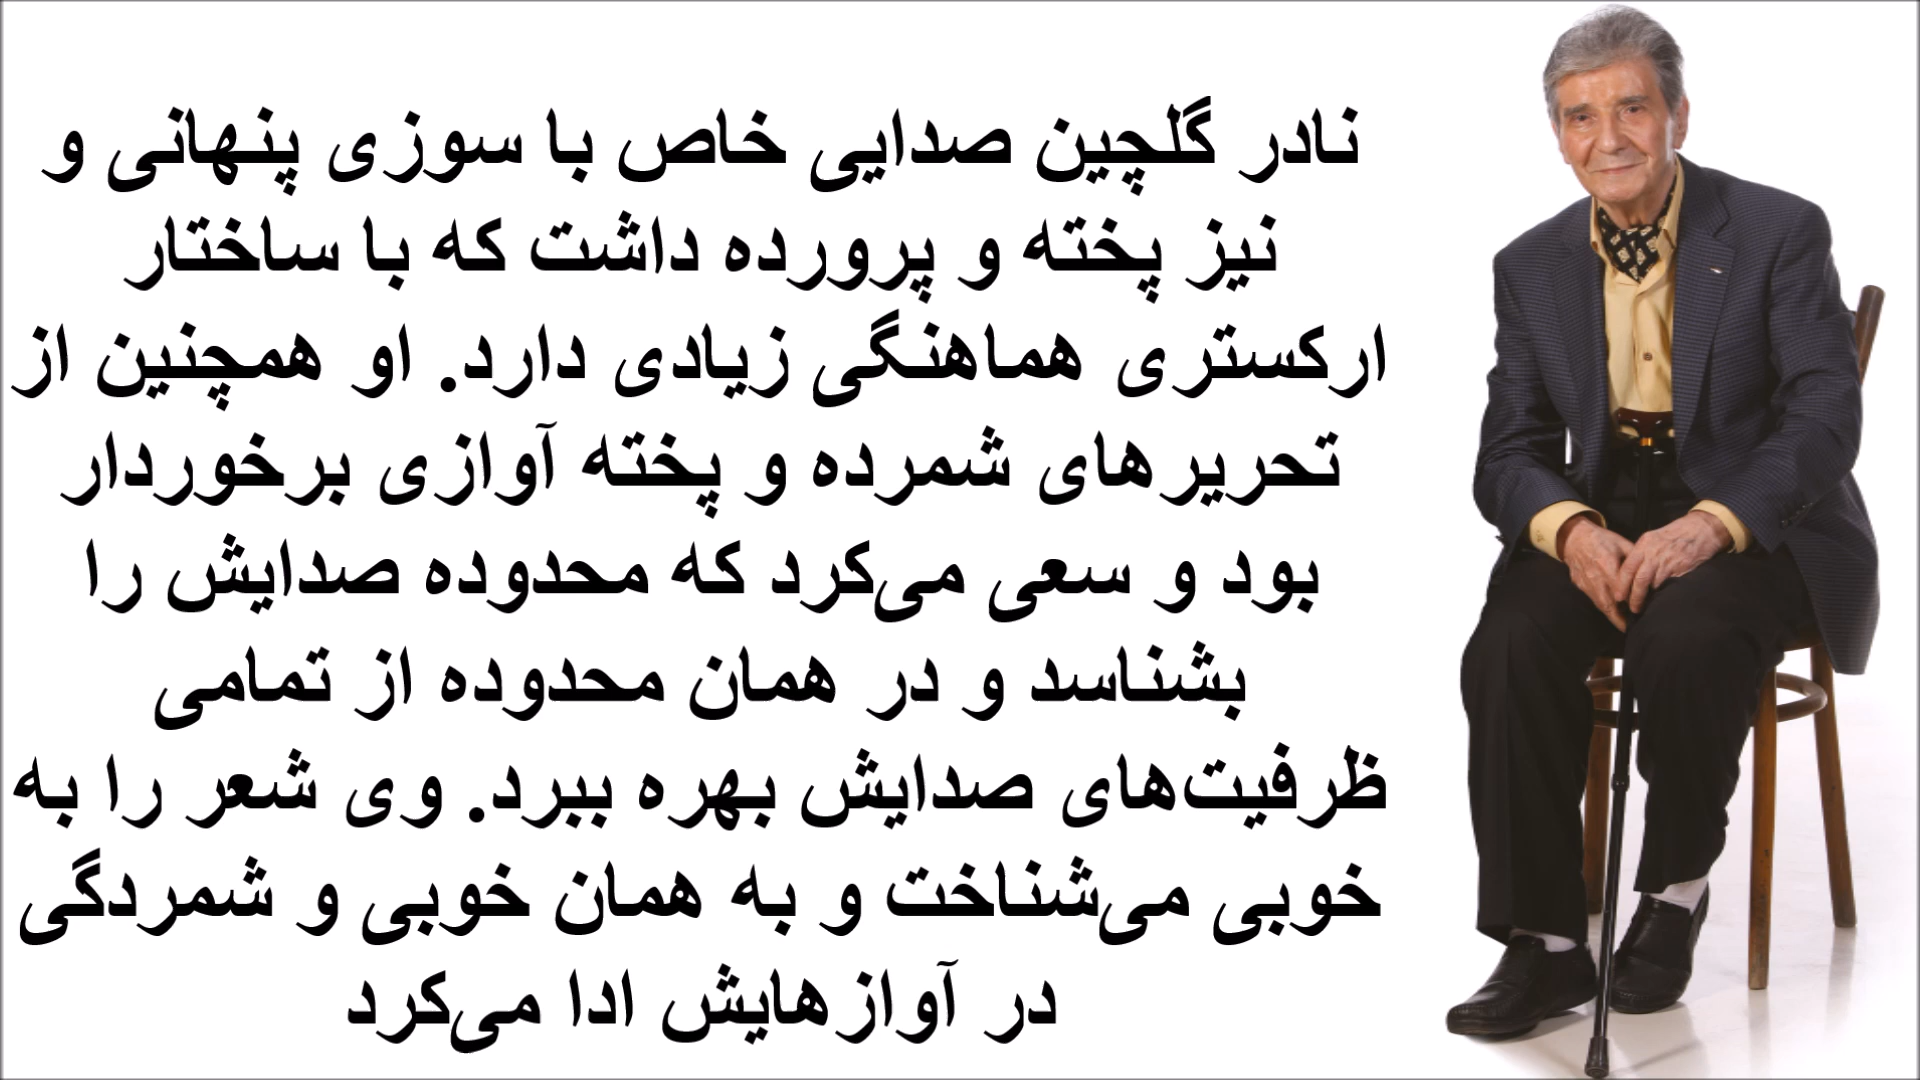 نادر گلچین صدایی خاص با سوزی پنهانی و
نیز پخته و پرورده داشت که با ساختار
ارکستری هماهنگی زیادی دارد. او همچنین از
تحریرهای شمرده و پخته آوازی برخوردار
بود و سعی می‌کرد که محدوده صدایش را
بشناسد و در همان محدوده از تمامی
ظرفیت‌های صدایش بهره ببرد. وی شعر را به
خوبی می‌شناخت و به همان خوبی و شمردگی
در آوازهایش ادا می‌کرد